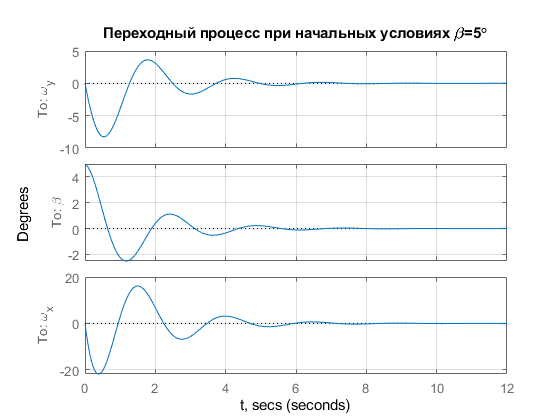 Переходный процесс при начальных условиях β=5°
To: ω_y
5
0
-5
-10
Degrees
To: β
4
2
0
-2
To: ω_x
20
0
-20
0 2 4 6 8 10 12
t, secs (seconds)